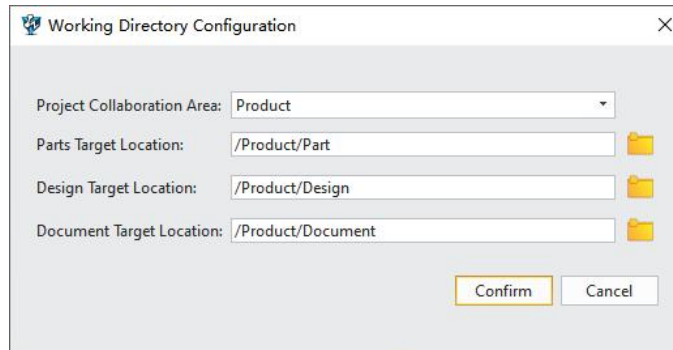 Working Directory Configuration
Project Collaboration Area: Product
Parts Target Location: /Product/Part
Design Target Location: /Product/Design
Document Target Location: /Product/Document
Confirm Cancel